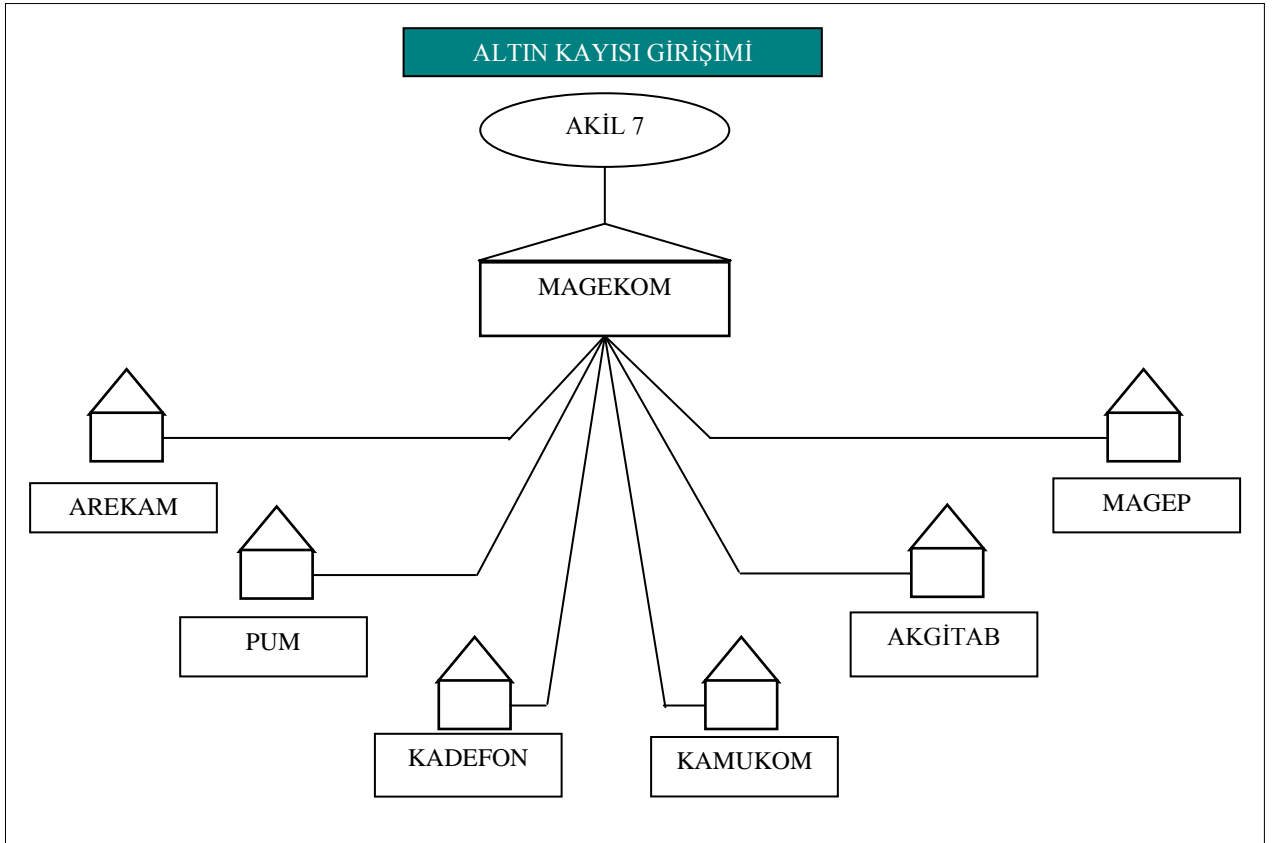 ALTIN KAYISI GİRİŞİMİ
AKİL 7
MAGEKOM
AREKAM
MAGEP
PUM
AKGİTAB
KADEFON
KAMUKOM